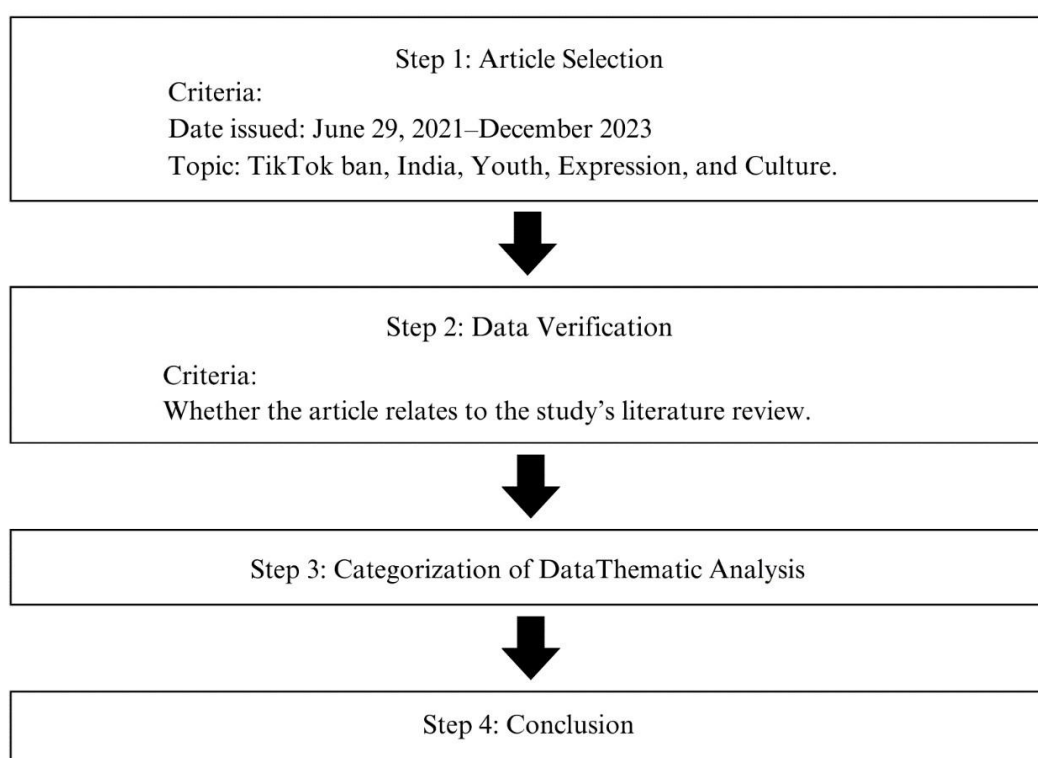 Step 1: Article Selection
Criteria:
Date issued: June 29, 2021–December 2023
Topic: TikTok ban, India, Youth, Expression, and Culture.
Step 2: Data Verification
Criteria:
Whether the article relates to the study’s literature review.
Step 3: Categorization of DataThematic Analysis
Step 4: Conclusion